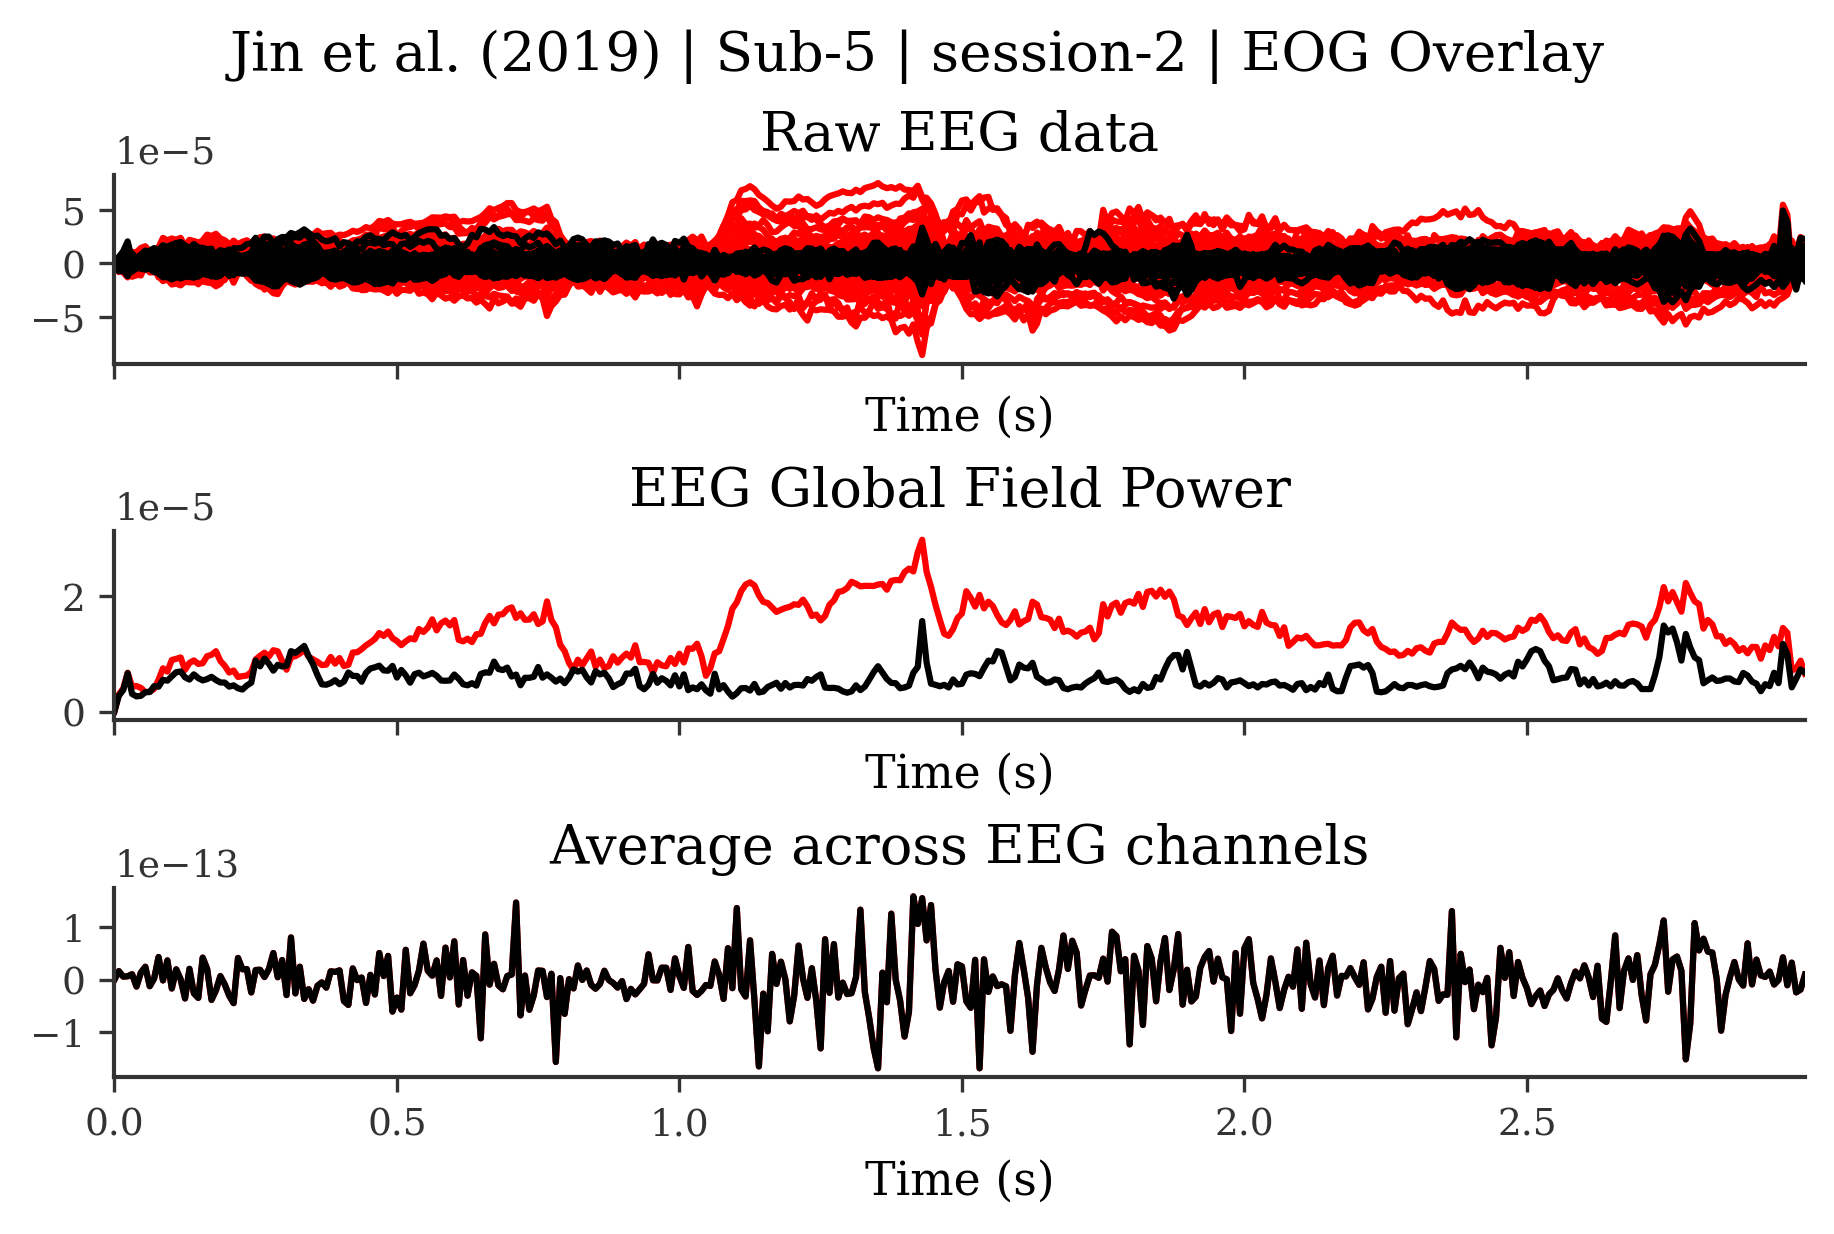 Jin et al. (2019) | Sub-5 | session-2 | EOG Overlay
Raw EEG data
1e−5
5
0
−5
Time (s)
EEG Global Field Power
1e−5
2
0
Time (s)
Average across EEG channels
1e−13
1
0
−1
0.0 0.5 1.0 1.5 2.0 2.5
Time (s)